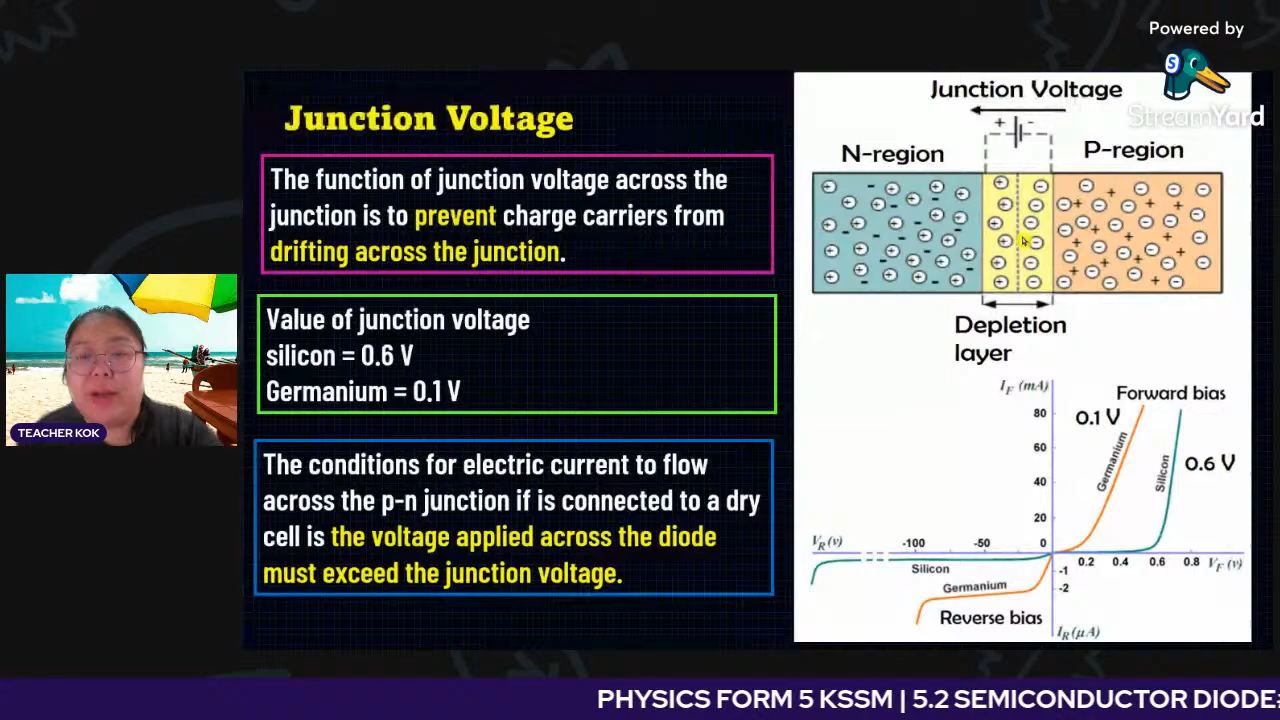 Powered by
StreamYard
Junction Voltage
The function of junction voltage across the
junction is to prevent charge carriers from
drifting across the junction.
Value of junction voltage
silicon = 0.6 V
Germanium = 0.1 V
The conditions for electric current to flow
across the p-n junction if is connected to a dry
cell is the voltage applied across the diode
must exceed the junction voltage.
Junction Voltage
+ -
N-region
P-region
Depletion
layer
I_F (mA)
Forward bias
80
0.1 V
60
Germanium
Silicon
0.6 V
40
20
V_R(v)
-100
-50
0
0.2
0.4
0.6
0.8
V_F (v)
Silicon
-1
Germanium
-2
Reverse bias
I_R(μA)
TEACHER KOK
PHYSICS FORM 5 KSSM | 5.2 SEMICONDUCTOR DIODE